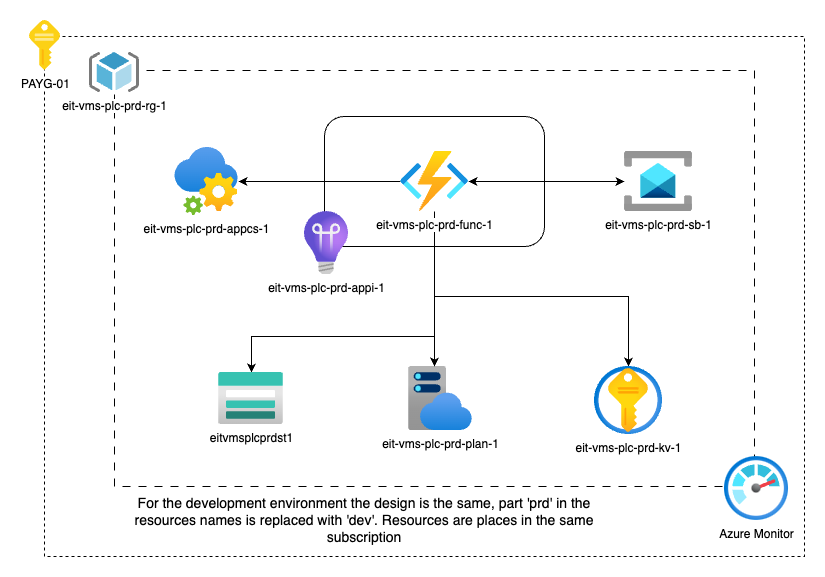 PAYG-01
eit-vms-plc-prd-rg-1
eit-vms-plc-prd-appcs-1
eit-vms-plc-prd-func-1
eit-vms-plc-prd-sb-1
eit-vms-plc-prd-appi-1
eitvmsplcprdst1
eit-vms-plc-prd-plan-1
eit-vms-plc-prd-kv-1
For the development environment the design is the same, part 'prd' in the
resources names is replaced with 'dev'. Resources are places in the same
subscription
Azure Monitor